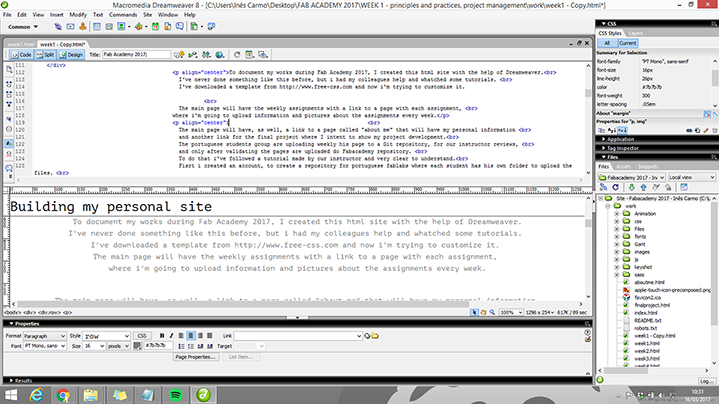 Macromedia Dreamweaver 8 - [C:\Users\Inês Carmo\Desktop\FAB ACADEMY 2017\WEEK 1 - principles and practices, project management\work\week1 - Copy.html*]
File Edit View Insert Modify Text Commands Site Window Help
Common
week1.html week1 - Copy.html*
Code Split Design Title: Fab Academy 2017:
111 </div>
112 <p align="center">To document my works during Fab Academy 2017, I created this html site with the help of Dreamweaver.<br>
113 I've never done something like this before, but i had my colleagues help and whatched some tutorials. <br>
114 I've downloaded a template from http://www.free-css.com and now i'm trying to customize it.
115
116 <br>
117 The main page will have the weekly assignments with a link to a page with each assignment, <br>
118 where i'm going to upload information and pictures about the assignments every week.</p>
119 <p align="center"> <br>
120 The main page will have, as well, a link to a page called "about me" that will have my personal information <br>
121 and another link for the final project where I intent to show my project development.<br>
122 The portuguese students group are uploading weekly his page to a Git repository, for our instructor reviews, <br>
123 and only after validating the pages are uploaded do Fabacademy repository. <br>
124 To do that i've followed a tutorial made by our instructor and very clear to understand.<br>
125 First i created an account, to create a repository for portuguese fablabs where each student has his own folder to upload the
files. <br>
Building my personal site
To document my works during Fab Academy 2017, I created this html site with the help of Dreamweaver.
I've never done something like this before, but i had my colleagues help and whatched some tutorials.
I've downloaded a template from http://www.free-css.com and now i'm trying to customize it.
The main page will have the weekly assignments with a link to a page with each assignment,
where i'm going to upload information and pictures about the assignments every week.
The main page will have, as well, a link to a page called "about me" that will have my personal information
<body> <div> <div.row> <p> 100% 1296 x 254 617K / 89 sec
Properties
Format Paragraph Style row CSS B I Link
Font PT Mono, sans- Size 16 pixels #7b7b7b Target
Page Properties... List Item...
Results
CSS
CSS Styles Layers
All Current
Summary for Selection
font-family "PT Mono", sans-serif
font-size 16px
line-height 26px
color #7b7b7b
font-weight 300
letter-spacing .05em
About "margin"
Properties for "p, img"
Application
Tag Inspector
Files
Files Assets Snippets
Fabacademy 2017 - In Local view
Site - Fabacademy 2017 - Inês Carmo
work
Animation
css
Files
fonts
Gant
images
js
keyshot
sass
aboutme.html
apple-touch-icon-precomposed.png
favicon2.ico
finalproject.html
index.html
README.txt
robots.txt
week1 - Copy.html
week1.html
week2.html
week3.html
week4.html
Log...
10:31
16/03/2017